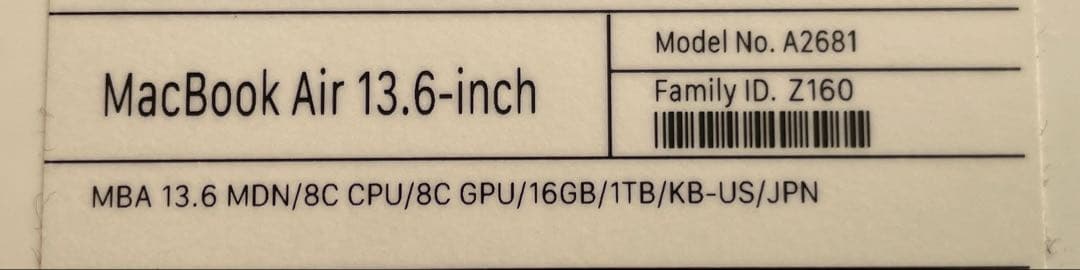 MacBook Air 13.6-inch
Model No. A2681
Family ID. Z160
MBA 13.6 MDN/8C CPU/8C GPU/16GB/1TB/KB-US/JPN